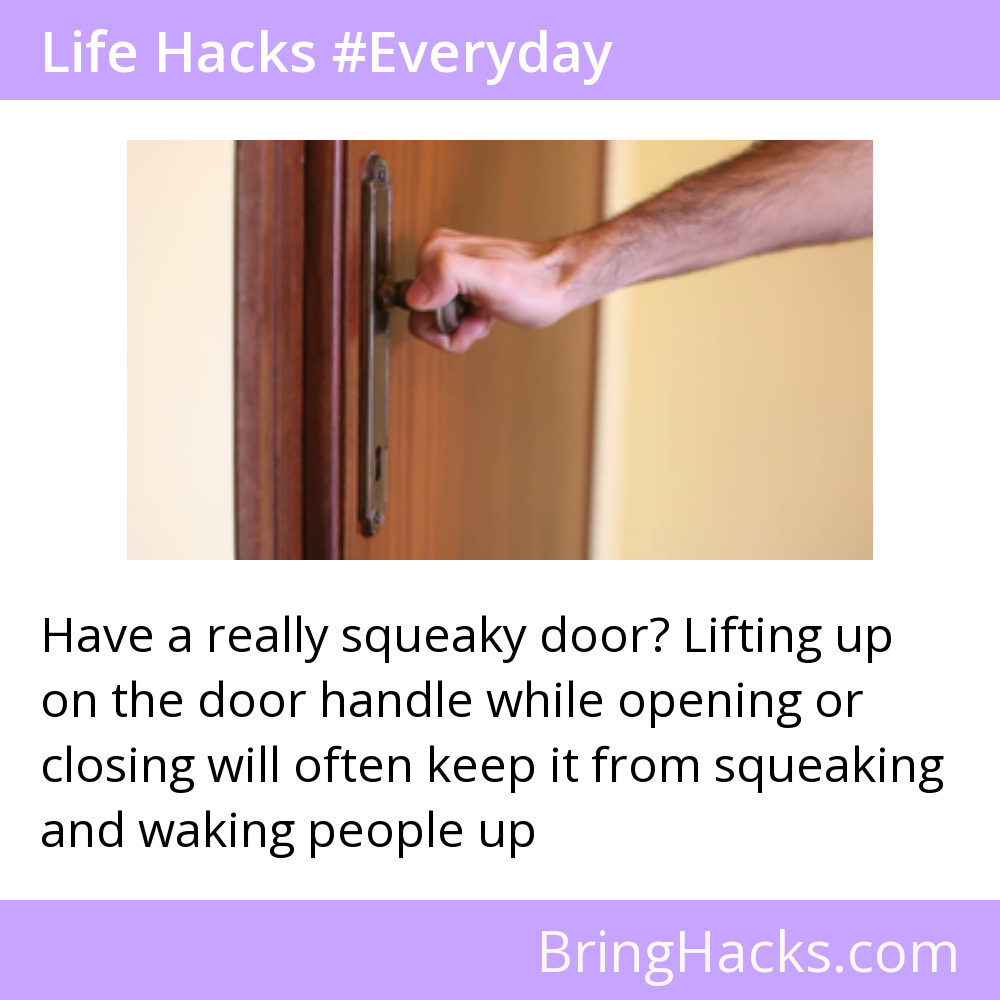 Life Hacks #Everyday
Have a really squeaky door? Lifting up
on the door handle while opening or
closing will often keep it from squeaking
and waking people up
BringHacks.com